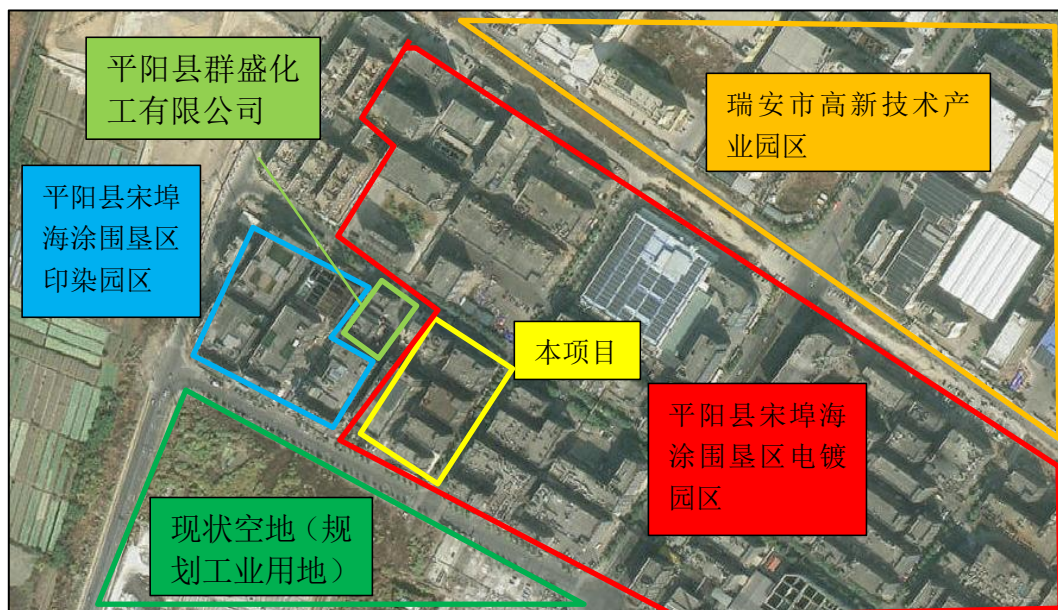 平阳县群盛化
工有限公司
瑞安市高新技术产
业园区
平阳县宋埠
海涂围垦区
印染园区
本项目
平阳县宋埠海
涂围垦区电镀
园区
现状空地（规
划工业用地）